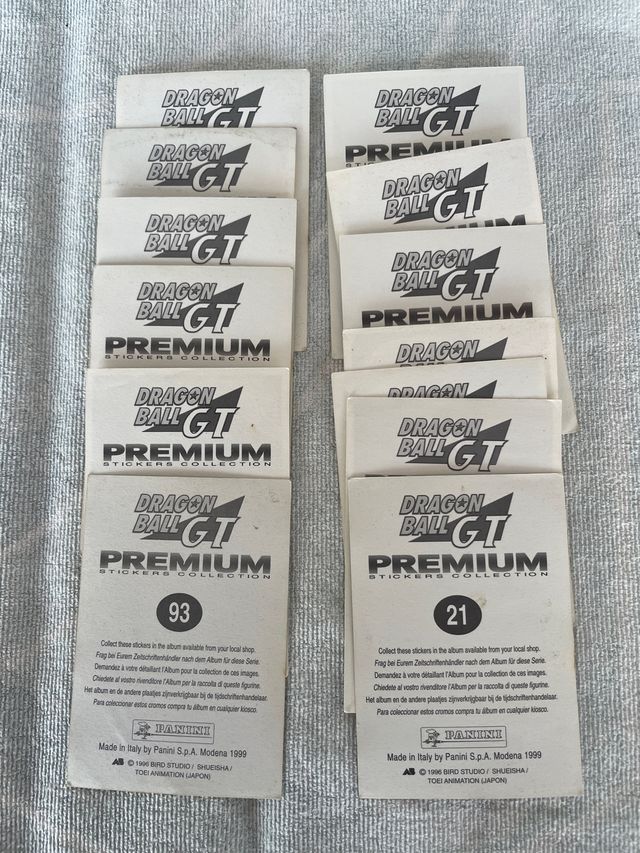 DRAGON
BALL GT
DRAGON
BALL GT
DRAGON
BALL GT
DRAGON
BALL GT
PREMIUM
STICKERS COLLECTION
DRAGON
BALL GT
PREMIUM
STICKERS COLLECTION
DRAGON
BALL GT
PREMIUM
STICKERS COLLECTION
93
Collect these stickers in the album available from your local shop.
Frag bei Eurem Zeitschriftenhändler nach dem Album für diese Serie.
Demandez à votre détaillant l'Album pour la collection de ces images.
Chiedete al vostro rivenditore l'Album per la raccolta di queste figurine.
Het album en de andere plaatjes zijnverkrijgbaar bij de tijdschriftenhandelaar.
Para coleccionar estos cromos compra tu álbum en cualquier kiosco.
PANINI
Made in Italy by Panini S.p.A. Modena 1999
AB © 1996 BIRD STUDIO / SHUEISHA /
TOEI ANIMATION (JAPON)
DRAGON
BALL GT
PREMIUM
DRAGON
BALL GT
DRAGON
BALL GT
PREMIUM
DRAGON
DRAGON
DRAGON
BALL GT
DRAGON
BALL GT
PREMIUM
STICKERS COLLECTION
21
Collect these stickers in the album available from your local shop.
Frag bei Eurem Zeitschriftenhändler nach dem Album für diese Serie.
Demandez à votre détaillant l'Album pour la collection de ces images.
Chiedete al vostro rivenditore l'Album per la raccolta di queste figurine.
Het album en de andere plaatjes zijnverkrijgbaar bij de tijdschriftenhandelaar.
Para coleccionar estos cromos compra tu álbum en cualquier kiosco.
PANINI
Made in Italy by Panini S.p.A. Modena 1999
AB © 1996 BIRD STUDIO / SHUEISHA /
TOEI ANIMATION (JAPON)